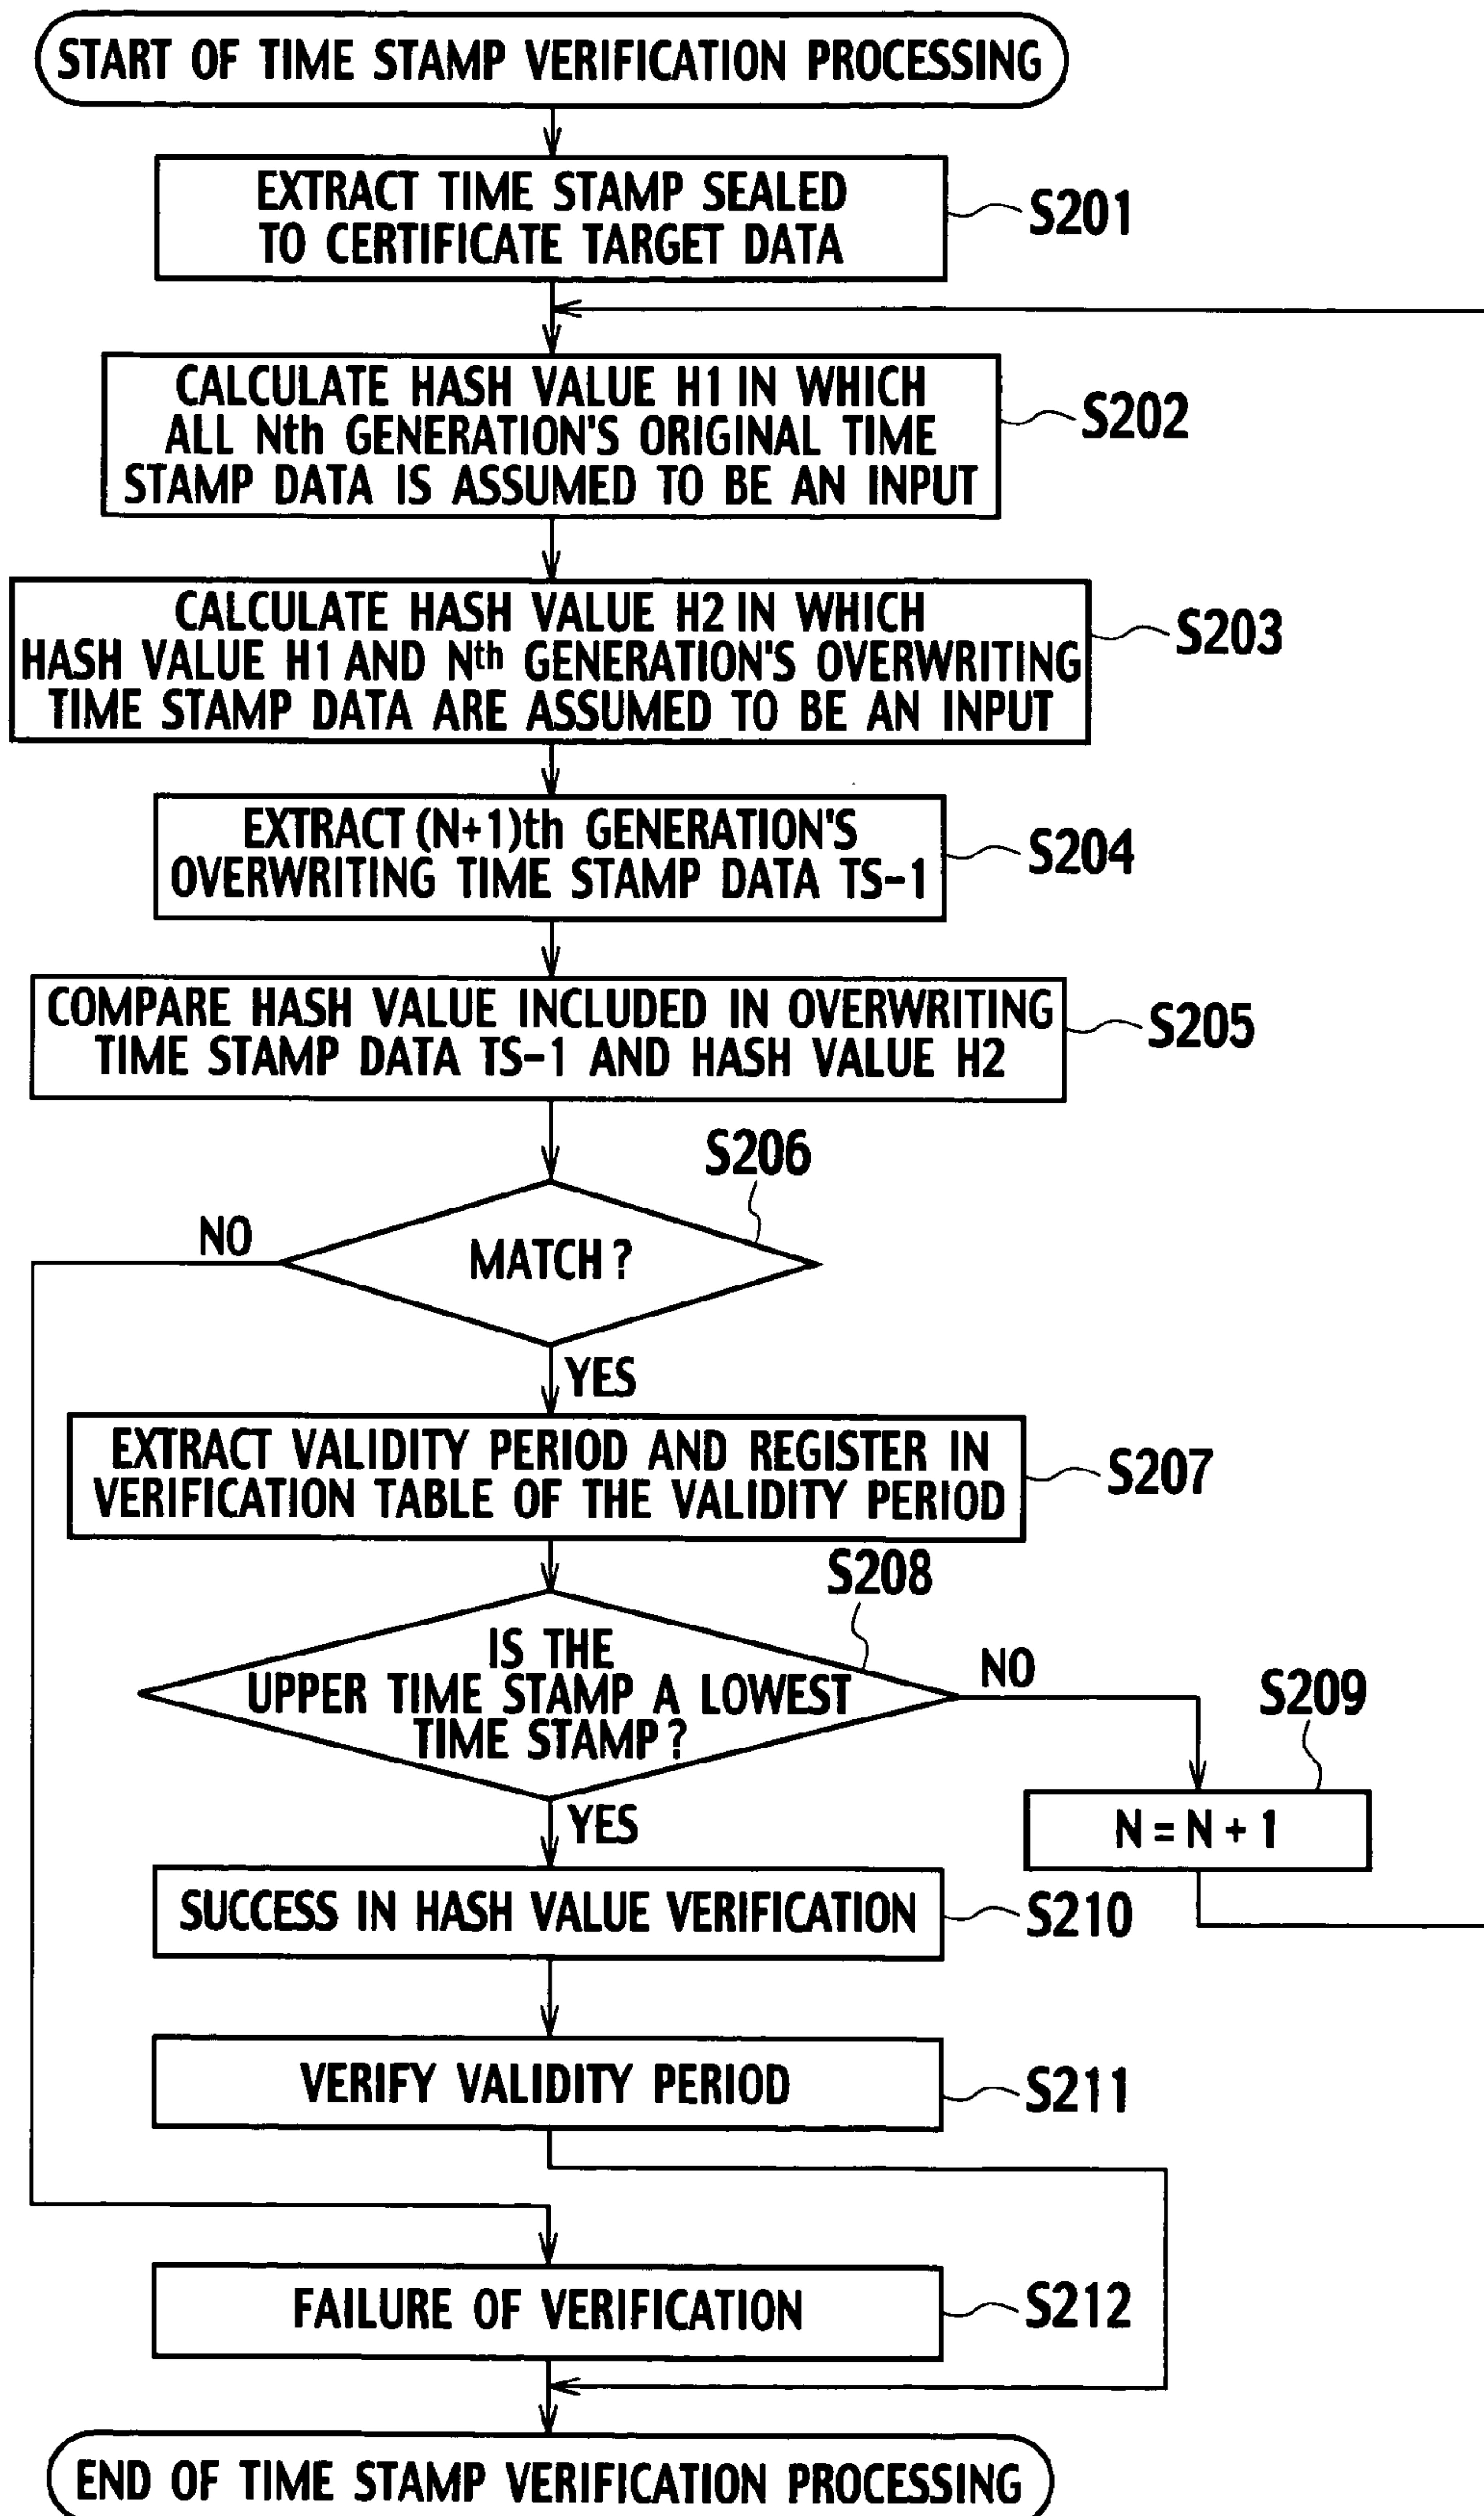 START OF TIME STAMP VERIFICATION PROCESSING
EXTRACT TIME STAMP SEALED
TO CERTIFICATE TARGET DATA
S201
CALCULATE HASH VALUE H1 IN WHICH
ALL Nth GENERATION'S ORIGINAL TIME
STAMP DATA IS ASSUMED TO BE AN INPUT
S202
CALCULATE HASH VALUE H2 IN WHICH
HASH VALUE H1 AND Nth GENERATION'S OVERWRITING
TIME STAMP DATA ARE ASSUMED TO BE AN INPUT
S203
EXTRACT (N+1)th GENERATION'S
OVERWRITING TIME STAMP DATA TS-1
S204
COMPARE HASH VALUE INCLUDED IN OVERWRITING
TIME STAMP DATA TS-1 AND HASH VALUE H2
S205
S206
NO
MATCH?
YES
EXTRACT VALIDITY PERIOD AND REGISTER IN
VERIFICATION TABLE OF THE VALIDITY PERIOD
S207
S208
IS THE
UPPER TIME STAMP A LOWEST
TIME STAMP?
NO
S209
N=N+1
YES
SUCCESS IN HASH VALUE VERIFICATION
S210
VERIFY VALIDITY PERIOD
S211
FAILURE OF VERIFICATION
S212
END OF TIME STAMP VERIFICATION PROCESSING